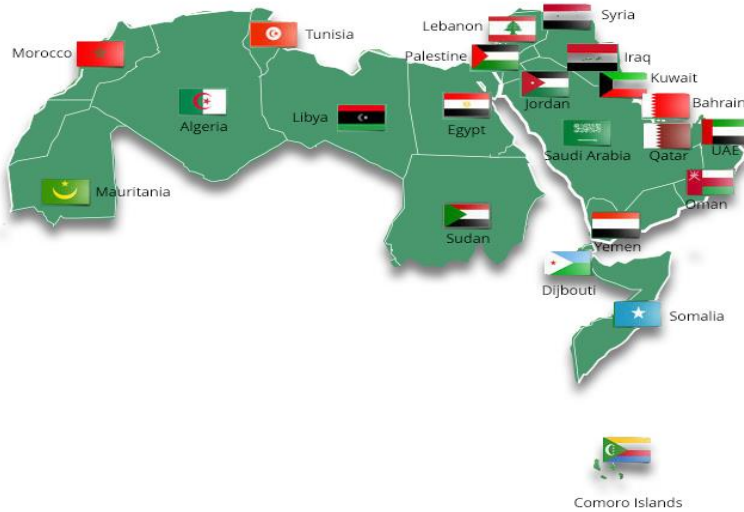 Syria
Lebanon
Tunisia
Morocco
Palestine
Iraq
Kuwait
Jordan
Bahrain
Libya
Algeria
Egypt
Saudi Arabia
Qatar
UAE
Mauritania
Oman
Sudan
Yemen
Dijbouti
Somalia
Comoro Islands